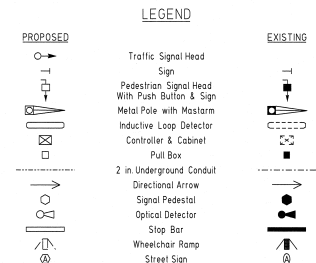 LEGEND
PROPOSED EXISTING
Traffic Signal Head
Sign
Pedestrian Signal Head
With Push Button & Sign
Metal Pole with Mastarm
Inductive Loop Detector
Controller & Cabinet
Pull Box
2 in. Underground Conduit
Directional Arrow
Signal Pedestal
Optical Detector
Stop Bar
Wheelchair Ramp
A Street Sign A